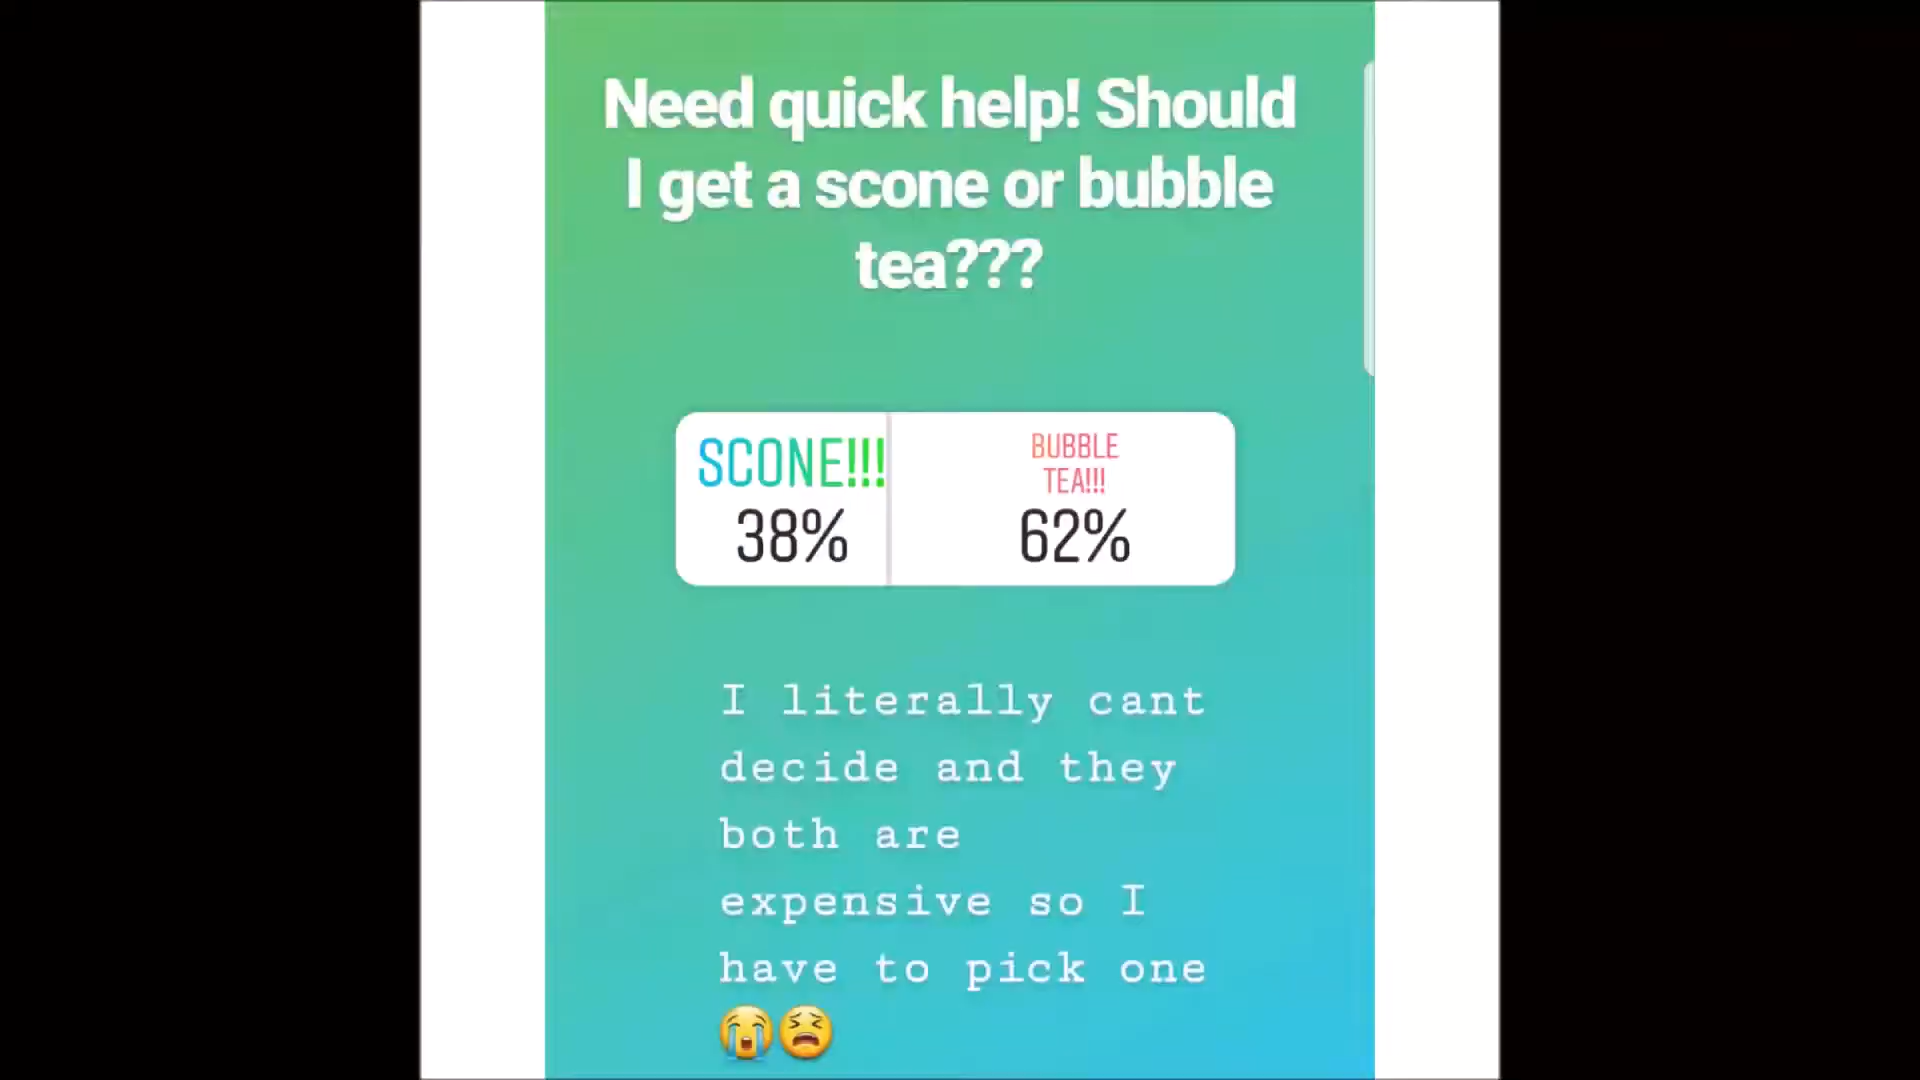 Need quick help! Should
I get a scone or bubble
tea???
SCONE!!!
38%
BUBBLE
TEA!!!
62%
I literally cant
decide and they
both are
expensive so I
have to pick one
😭😫